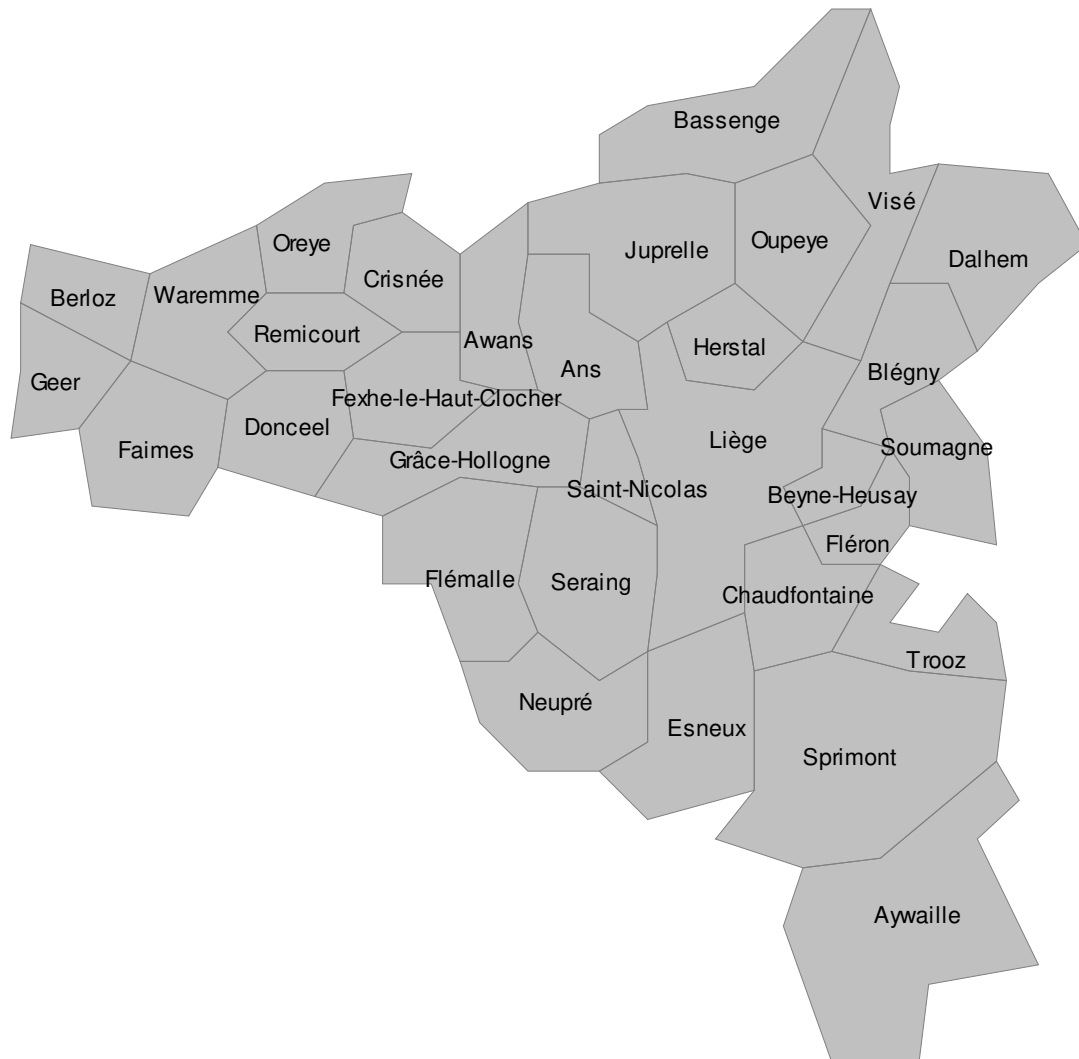 Bassenge
Visé
Oreye
Juprelle
Oupeye
Dalhem
Crisnée
Berloz
Waremme
Remicourt
Awans
Herstal
Ans
Blégny
Geer
Fexhe-le-Haut-Clocher
Donceel
Liège
Soumagne
Faimes
Grâce-Hollogne
Saint-Nicolas
Beyne-Heusay
Fléron
Flémalle
Seraing
Chaudfontaine
Trooz
Neupré
Esneux
Sprimont
Aywaille